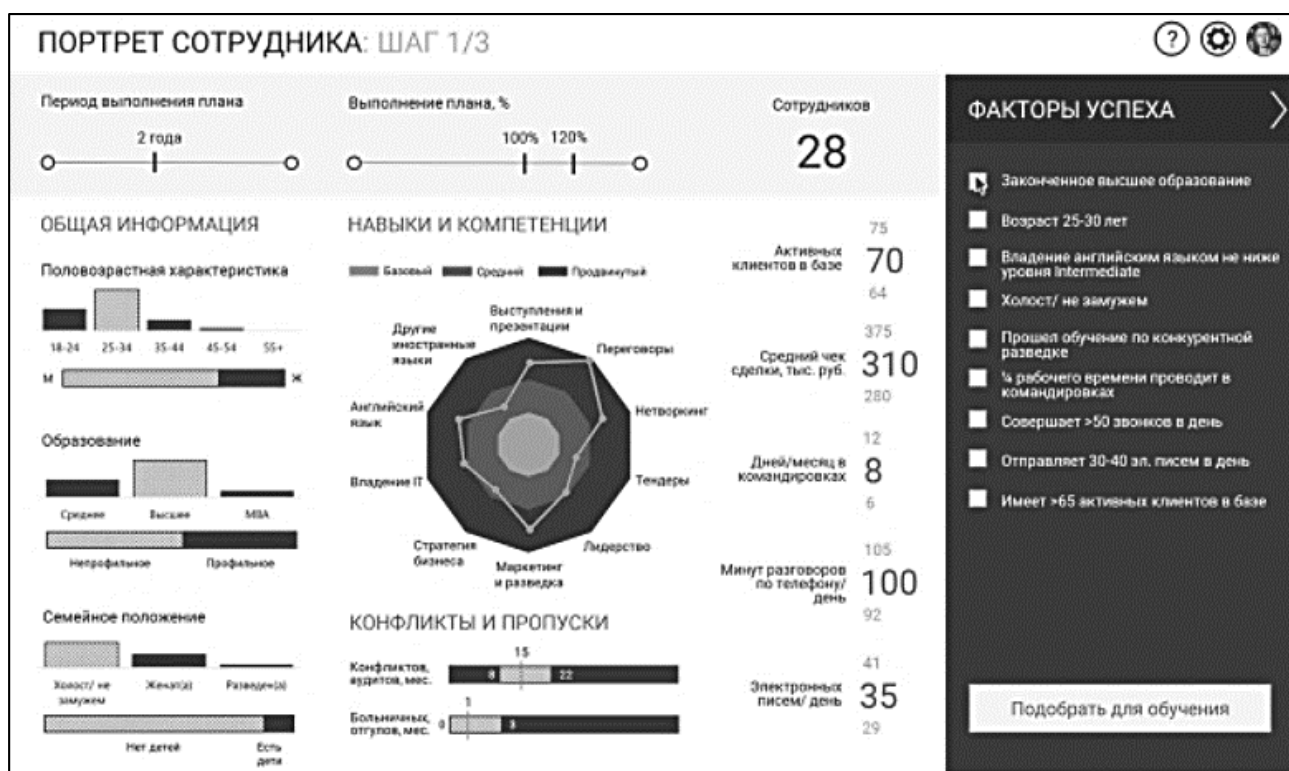 ПОРТРЕТ СОТРУДНИКА: ШАГ 1/3
?
Период выполнения плана
2 года
Выполнение плана, %
100% 120%
Сотрудников
28
ОБЩАЯ ИНФОРМАЦИЯ
Половозрастная характеристика
18-24 25-34 35-44 45-54 55+
М Ж
Образование
Среднее Высшее МВА
Непрофильное Профильное
Семейное положение
Холост/ не
замужем
Женат(а) Разведен(а)
Нет детей
Есть
дети
НАВЫКИ И КОМПЕТЕНЦИИ
Базовый Средний Продвинутый
Выступления и
презентации
Переговоры
Нетворкинг
Тендеры
Лидерство
Маркетинг
и разведка
Стратегия
бизнеса
Владение IT
Английский
язык
Другие
иностранные
языки
КОНФЛИКТЫ И ПРОПУСКИ
15
Конфликтов,
аудитов, мес.
8 22
1
Больничных,
отгулов, мес.
0 3
75
Активных
клиентов в базе
70
64
375
Средний чек
сделки, тыс. руб.
310
280
12
Дней/месяц в
командировках
8
6
105
Минут разговоров
по телефону/
день
100
92
41
Электронных
писем/ день
35
29
ФАКТОРЫ УСПЕХА
Законченное высшее образование
Возраст 25-30 лет
Владение английским языком не ниже
уровня Intermediate
Холост/ не замужем
Прошел обучение по конкурентной
разведке
¼ рабочего времени проводит в
командировках
Совершает >50 звонков в день
Отправляет 30-40 эл. писем в день
Имеет >65 активных клиентов в базе
Подобрать для обучения